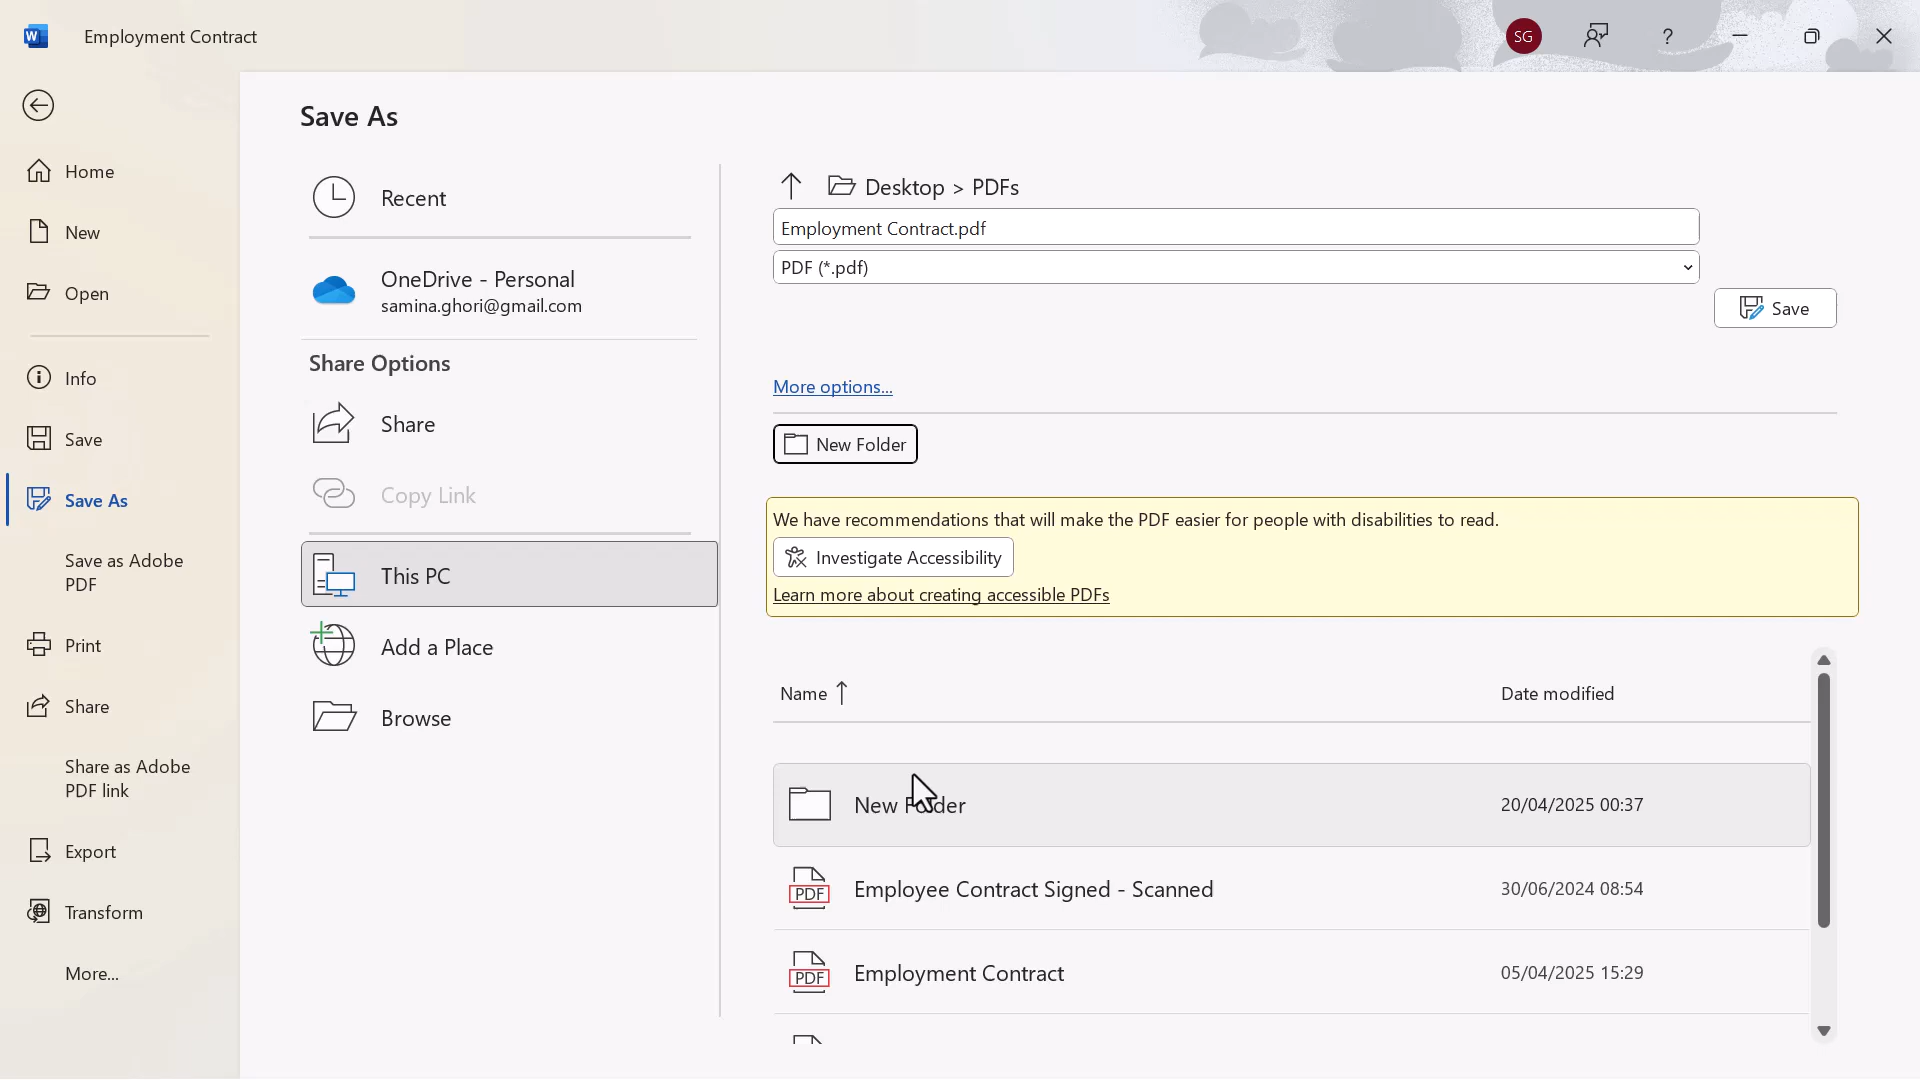 Employment Contract
SG
?
Save As
Home
New
Open
Info
Save
Save As
Save as Adobe
PDF
Print
Share
Share as Adobe
PDF link
Export
Transform
More...
Recent
OneDrive - Personal
samina.ghori@gmail.com
Share Options
Share
Copy Link
This PC
Add a Place
Browse
Desktop > PDFs
Employment Contract.pdf
PDF (*.pdf)
Save
More options...
New Folder
We have recommendations that will make the PDF easier for people with disabilities to read.
Investigate Accessibility
Learn more about creating accessible PDFs
Name ↑ Date modified
New Folder 20/04/2025 00:37
PDF Employee Contract Signed - Scanned 30/06/2024 08:54
PDF Employment Contract 05/04/2025 15:29